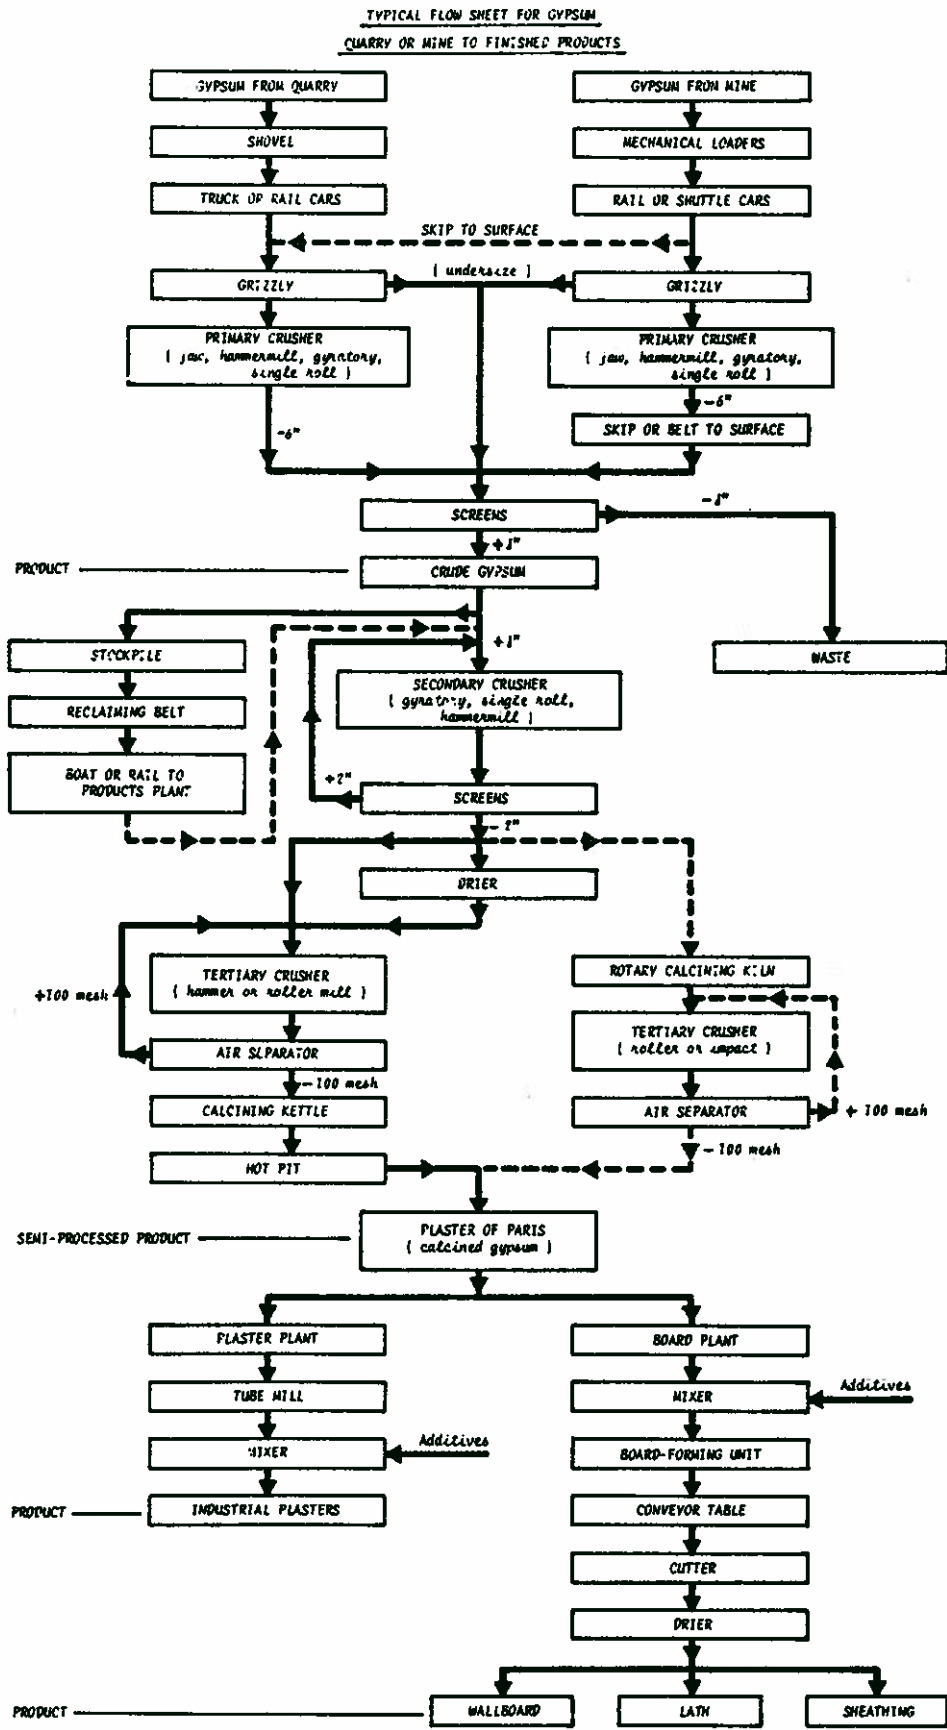 TYPICAL FLOW SHEET FOR GYPSUM
QUARRY OR MINE TO FINISHED PRODUCTS
GYPSUM FROM QUARRY
GYPSUM FROM MINE
SHOVEL
MECHANICAL LOADERS
TRUCK OR RAIL CARS
RAIL OR SHUTTLE CARS
SKIP TO SURFACE
( undersize )
GRIZZLY
GRIZZLY
PRIMARY CRUSHER
( jaw, hammermill, gyratory,
single roll )
PRIMARY CRUSHER
( jaw, hammermill, gyratory,
single roll )
-6"
-6"
SKIP OR BELT TO SURFACE
SCREENS
PRODUCT
CRUDE GYPSUM
STOCKPILE
WASTE
RECLAIMING BELT
SECONDARY CRUSHER
( gyratory, single roll,
hammermill )
BOAT OR RAIL TO
PRODUCTS PLANT
+2"
SCREENS
-2"
DRIER
TERTIARY CRUSHER
( hammer or roller mill )
ROTARY CALCINING KILN
+100 mesh
TERTIARY CRUSHER
( roller or impact )
AIR SEPARATOR
-100 mesh
CALCINING KETTLE
AIR SEPARATOR
+ 100 mesh
HOT PIT
-100 mesh
SEMI-PROCESSED PRODUCT
PLASTER OF PARIS
( calcined gypsum )
PLASTER PLANT
BOARD PLANT
TUBE MILL
MIXER
Additives
MIXER
Additives
BOARD-FORMING UNIT
PRODUCT
INDUSTRIAL PLASTERS
CONVEYOR TABLE
CUTTER
DRIER
PRODUCT
WALLBOARD
LATH
SHEATHING